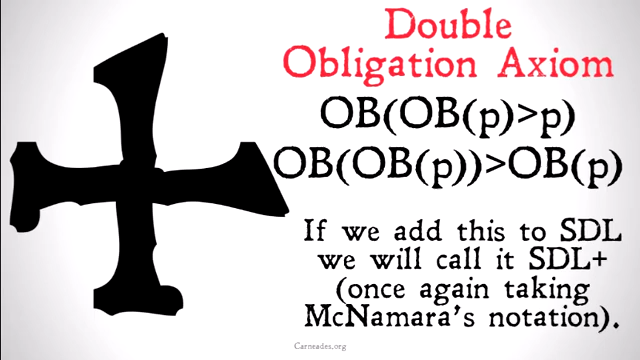 Double
Obligation Axiom
OB(OB(p)>p)
OB(OB(p))>OB(p)
If we add this to SDL
we will call it SDL+
(once again taking
McNamara's notation).
Carneades.org